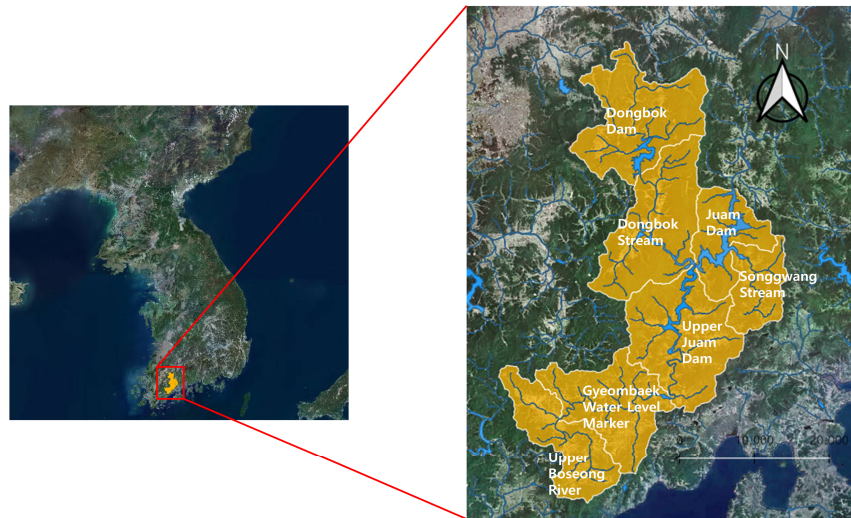 N
Dongbok
Dam
Dongbok
Stream
Juam
Dam
Songgwang
Stream
Upper
Juam
Dam
Gyeombaek
Water Level
Marker
Upper
Boseong
River
0 10,000 20,000